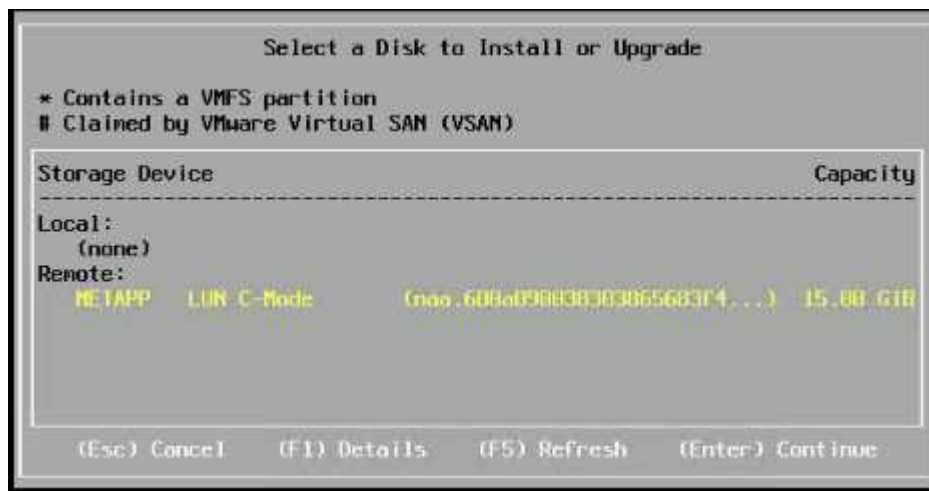 Select a Disk to Install or Upgrade
* Contains a VMFS partition
# Claimed by VMware Virtual SAN (VSAN)
Storage Device Capacity
Local:
(none)
Remote:
NETAPP LUN C-Mode 15.00 GiB
(Esc) Cancel (F1) Details (F5) Refresh (Enter) Continue